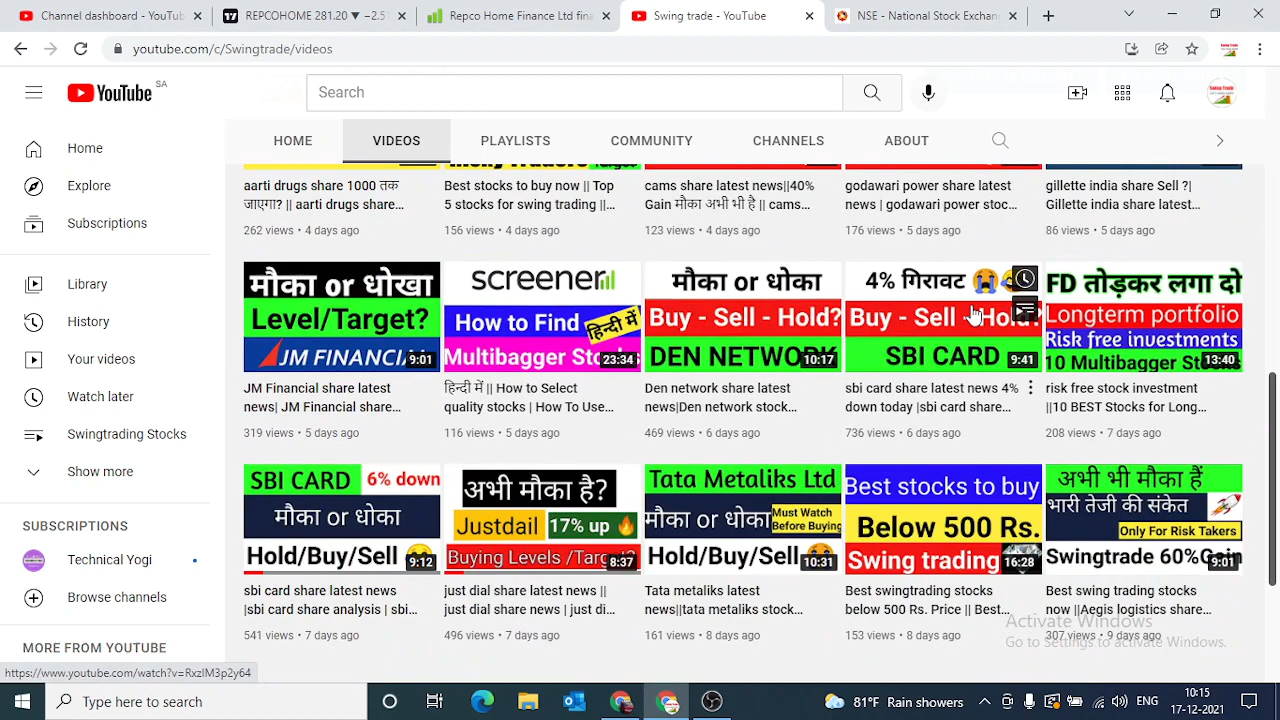 Channel dashboard - YouTu
REPCOHOME 281.20 ▼ −2.5
Repco Home Finance Ltd fina
Swing trade - YouTube
NSE - National Stock Exchan
youtube.com/c/Swingtrade/videos
YouTube SA
Search
HOME
VIDEOS
PLAYLISTS
COMMUNITY
CHANNELS
ABOUT
Home
Explore
Subscriptions
Library
History
Your videos
Watch later
Swingtrading Stocks
Show more
SUBSCRIPTIONS
Technical Yogi
Browse channels
MORE FROM YOUTUBE
aarti drugs share 1000 तक
जाएगा? || aarti drugs share...
262 views • 4 days ago
Best stocks to buy now || Top
5 stocks for swing trading ||...
156 views • 4 days ago
cams share latest news||40%
Gain मौका अभी भी है || cams...
123 views • 4 days ago
godawari power share latest
news | godawari power stoc...
176 views • 5 days ago
gillette india share Sell ?|
Gillette india share latest...
86 views • 5 days ago
मौका or धोखा
Level/Target?
JM FINANCIAL
9:01
JM Financial share latest
news| JM Financial share...
319 views • 5 days ago
screener
How to Find हिन्दी में
Multibagger Stocks
23:34
हिन्दी में || How to Select
quality stocks | How To Use...
116 views • 5 days ago
मौका or धोका
Buy - Sell - Hold?
DEN NETWORK
10:17
Den network share latest
news|Den network stock...
469 views • 6 days ago
4% गिरावट
Buy - Sell - Hold?
SBI CARD
9:41
sbi card share latest news 4%
down today |sbi card share...
736 views • 6 days ago
FD तोड़कर लगा दो
Longterm portfolio
Risk free investments
10 Multibagger Stocks
13:40
risk free stock investment
||10 BEST Stocks for Long...
208 views • 7 days ago
SBI CARD 6% down
मौका or धोका
Hold/Buy/Sell
9:12
sbi card share latest news
|sbi card share analysis | sbi...
541 views • 7 days ago
अभी मौका है?
Justdail 17% up
Buying Levels /Target?
8:37
just dial share latest news ||
just dial share news | just di...
496 views • 7 days ago
Tata Metaliks Ltd
मौका or धोका
Must Watch
Before Buying
Hold/Buy/Sell
10:31
Tata metaliks latest
news||tata metaliks stock...
161 views • 8 days ago
Best stocks to buy
Below 500 Rs.
Swing trading
16:28
Best swingtrading stocks
below 500 Rs. Price || Best...
153 views • 8 days ago
अभी भी मौका हैं
भारी तेजी की संकेत
Only For Risk Takers
Swingtrade 60%Gain
9:01
Best swing trading stocks
now ||Aegis logistics share...
307 views • 9 days ago
Activate Windows
Go to Settings to activate Windows.
https://www.youtube.com/watch?v=RxzlM3p2y64
Type here to search
81°F Rain showers
ENG
10:15
17-12-2021